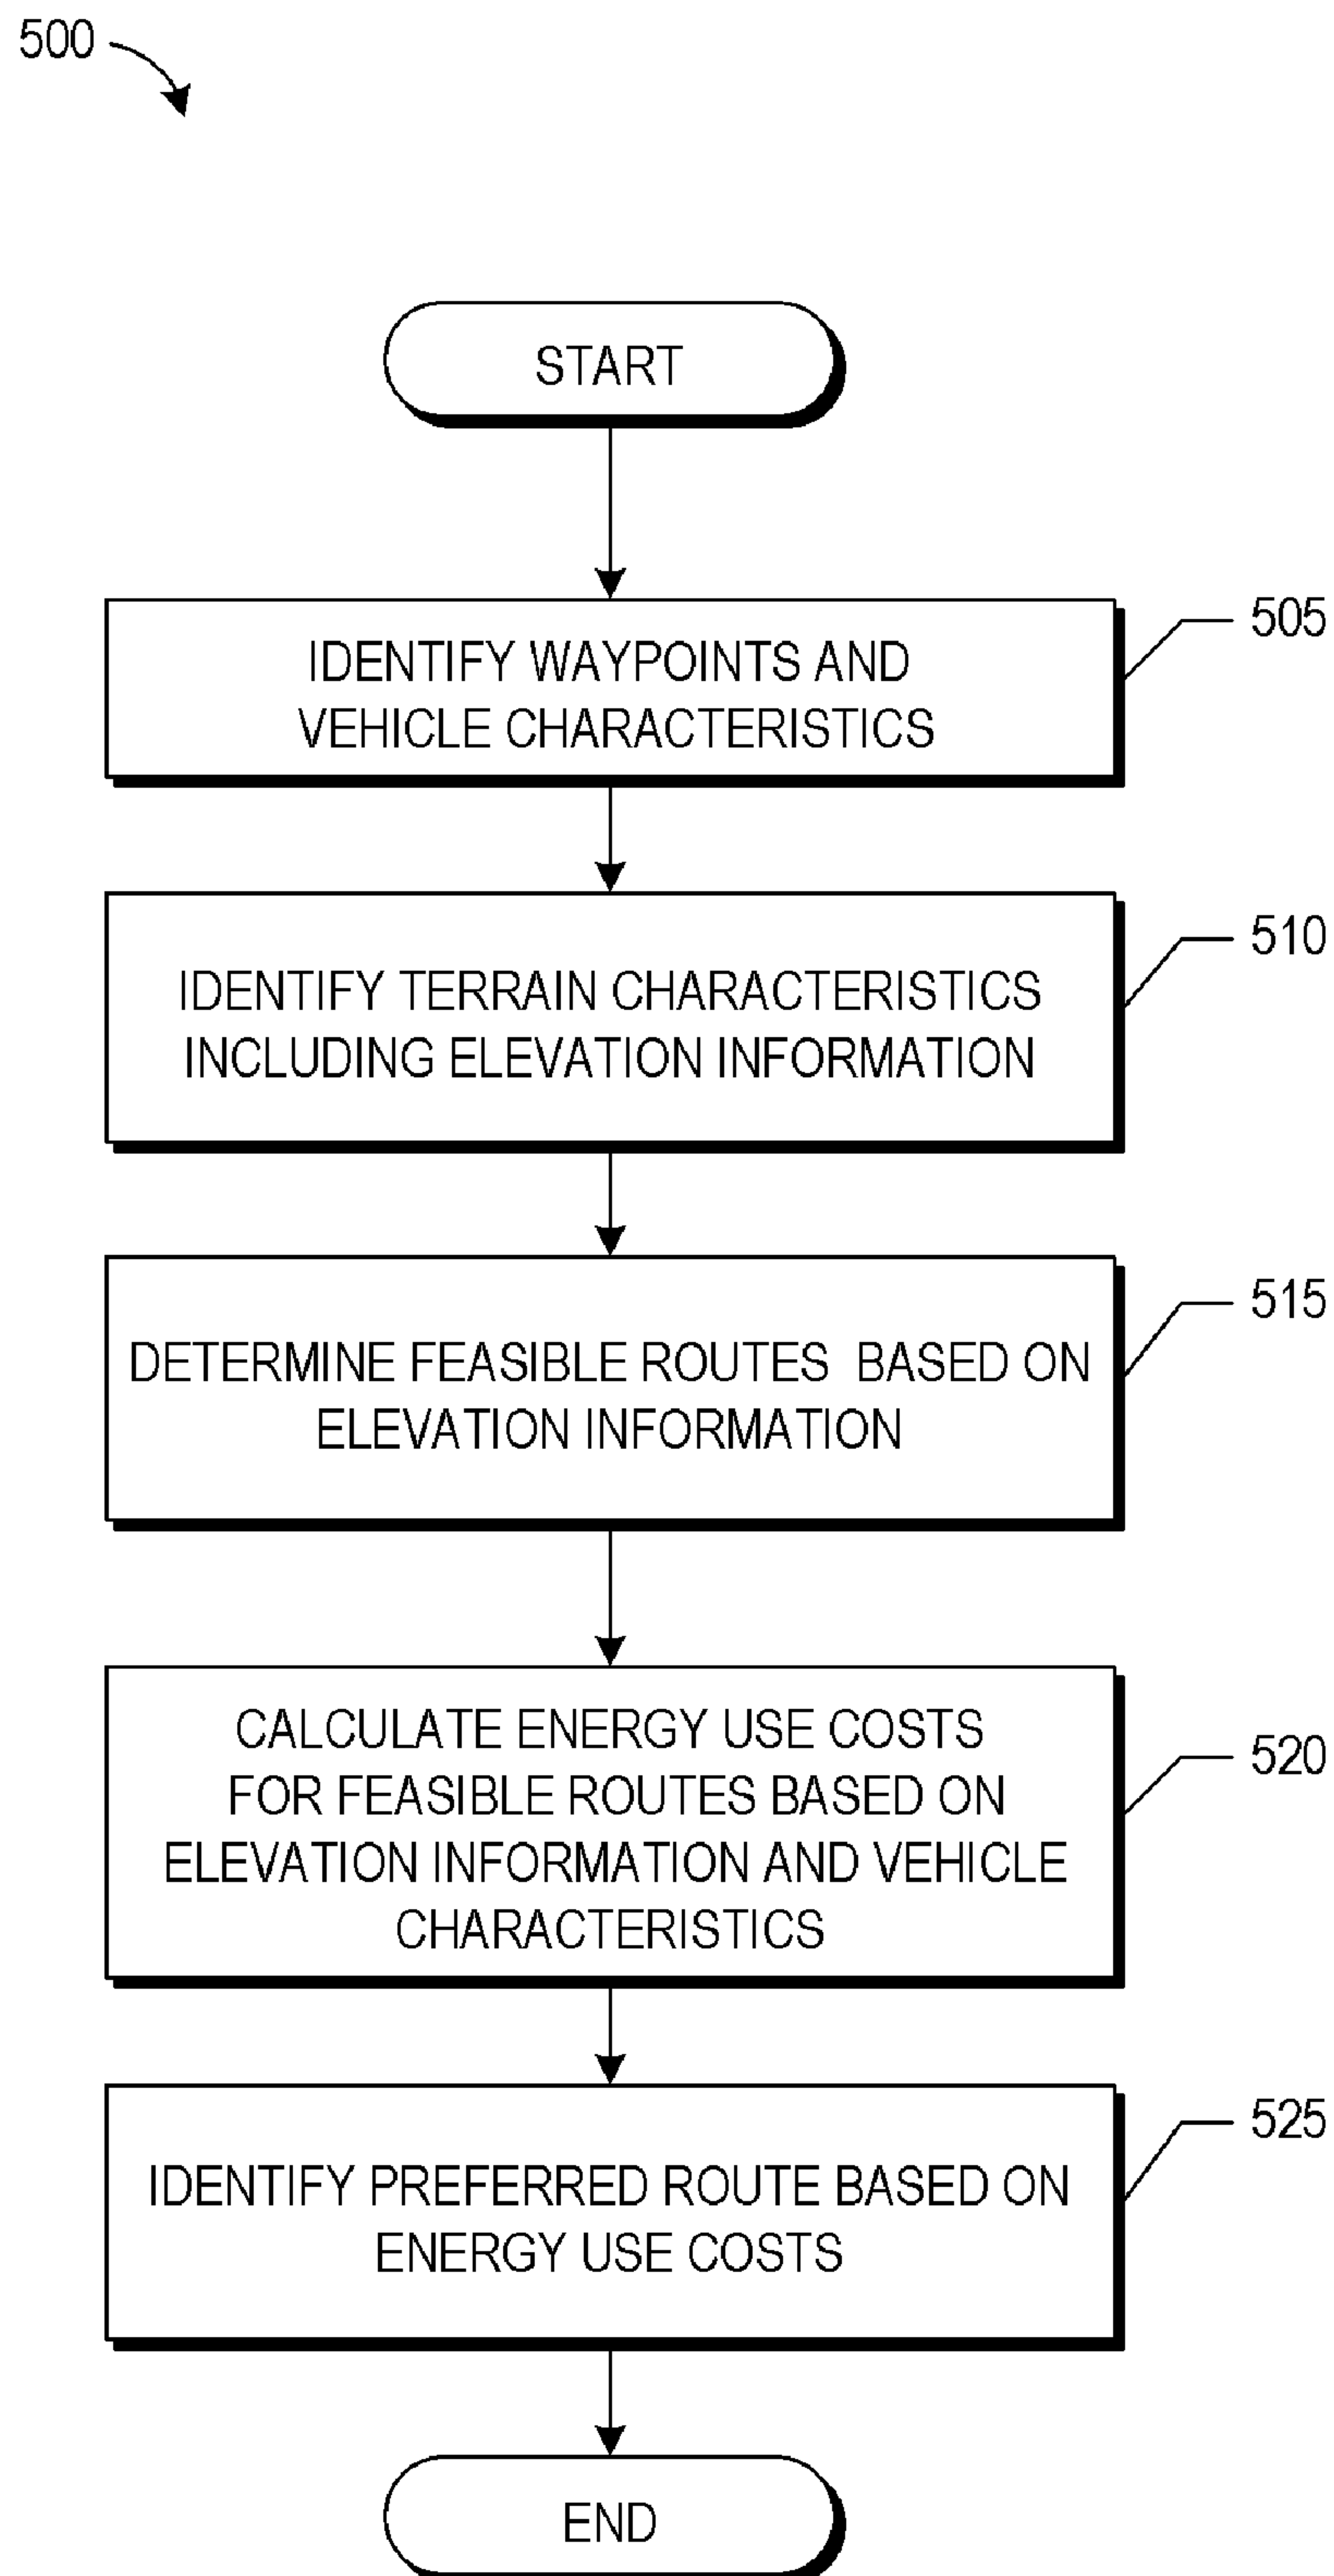 500
START
IDENTIFY WAYPOINTS AND
VEHICLE CHARACTERISTICS
505
IDENTIFY TERRAIN CHARACTERISTICS
INCLUDING ELEVATION INFORMATION
510
DETERMINE FEASIBLE ROUTES BASED ON
ELEVATION INFORMATION
515
CALCULATE ENERGY USE COSTS
FOR FEASIBLE ROUTES BASED ON
ELEVATION INFORMATION AND VEHICLE
CHARACTERISTICS
520
IDENTIFY PREFERRED ROUTE BASED ON
ENERGY USE COSTS
525
END